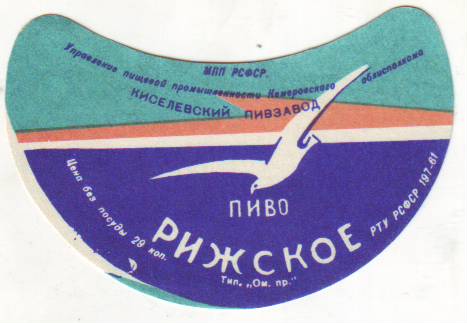 МПП РСФСР.
Управление пищевой промышленности Кемеровского облисполкома
КИСЕЛЕВСКИЙ ПИВЗАВОД
ПИВО
РИЖСКОЕ
Цена без посуды 29 коп.
РТУ РСФСР 197-61
Тип. „Ом. пр."